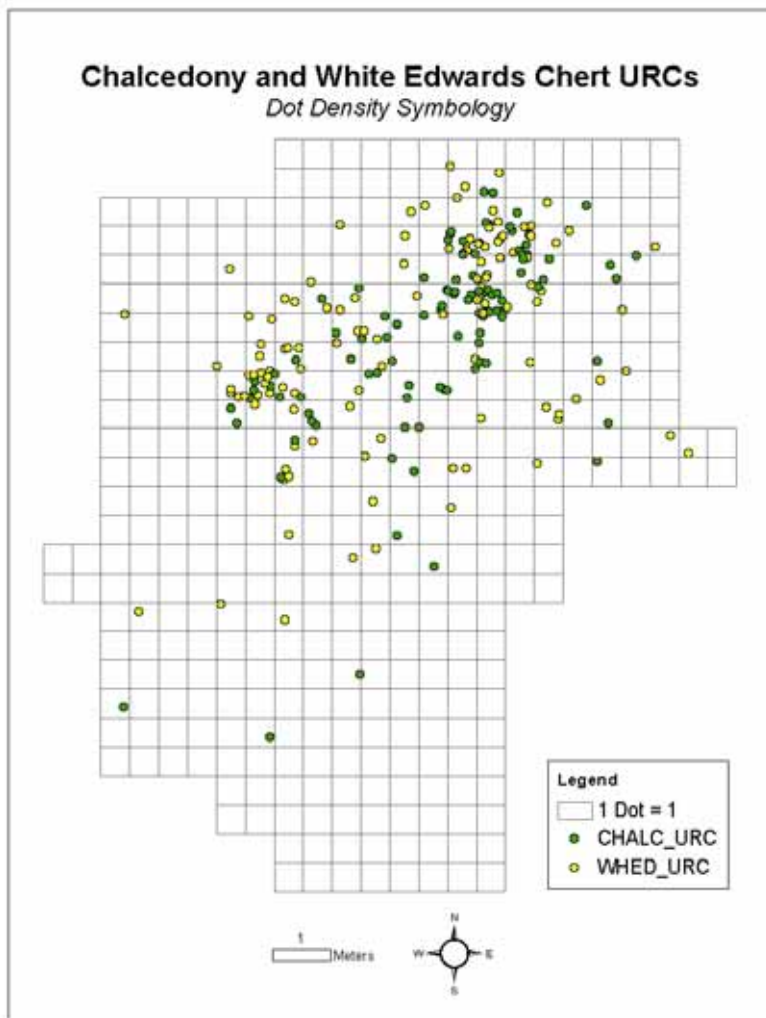 Chalcedony and White Edwards Chert URCs
Dot Density Symbology
Legend
1 Dot = 1
CHALC_URC
WHED_URC
1
Meters
N
W
E
S